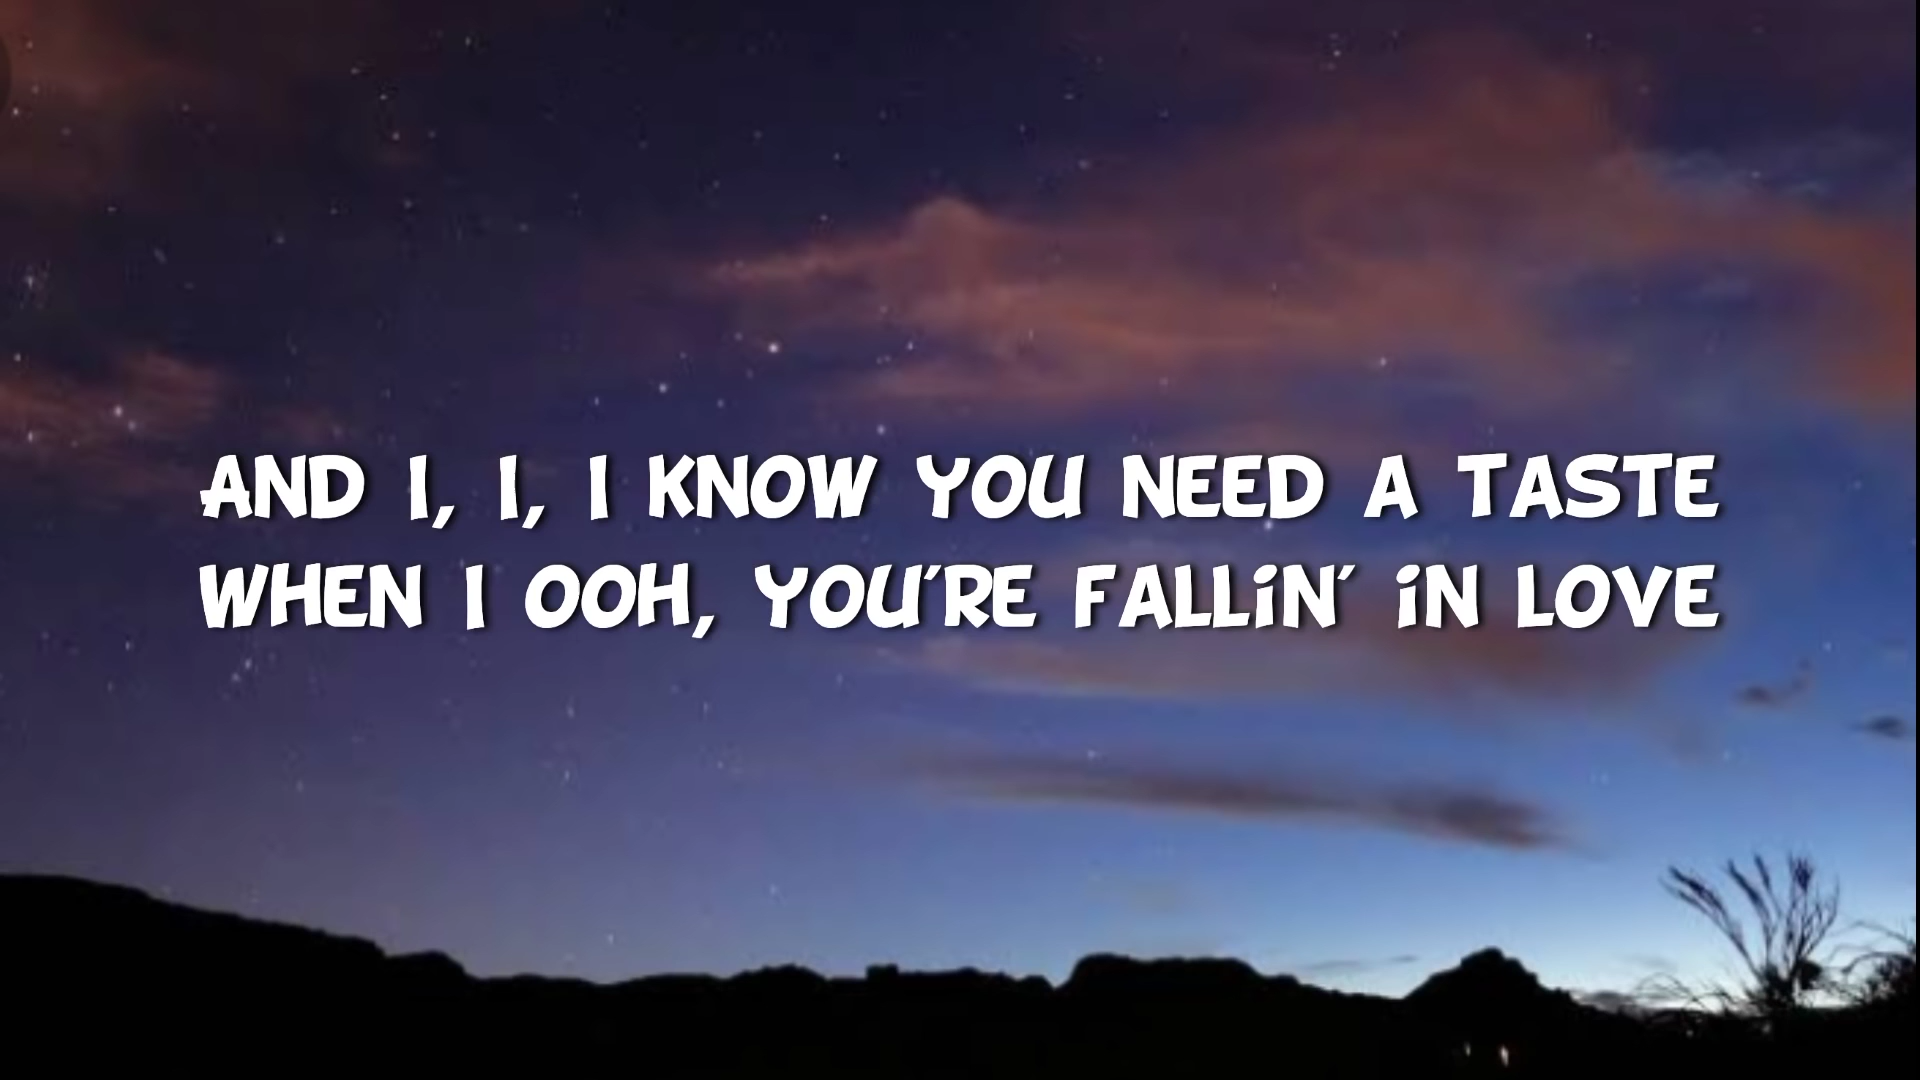 AND I, I, I KNOW YOU NEED A TASTE
WHEN I OOH, YOU'RE FALLiN' iN LOVE